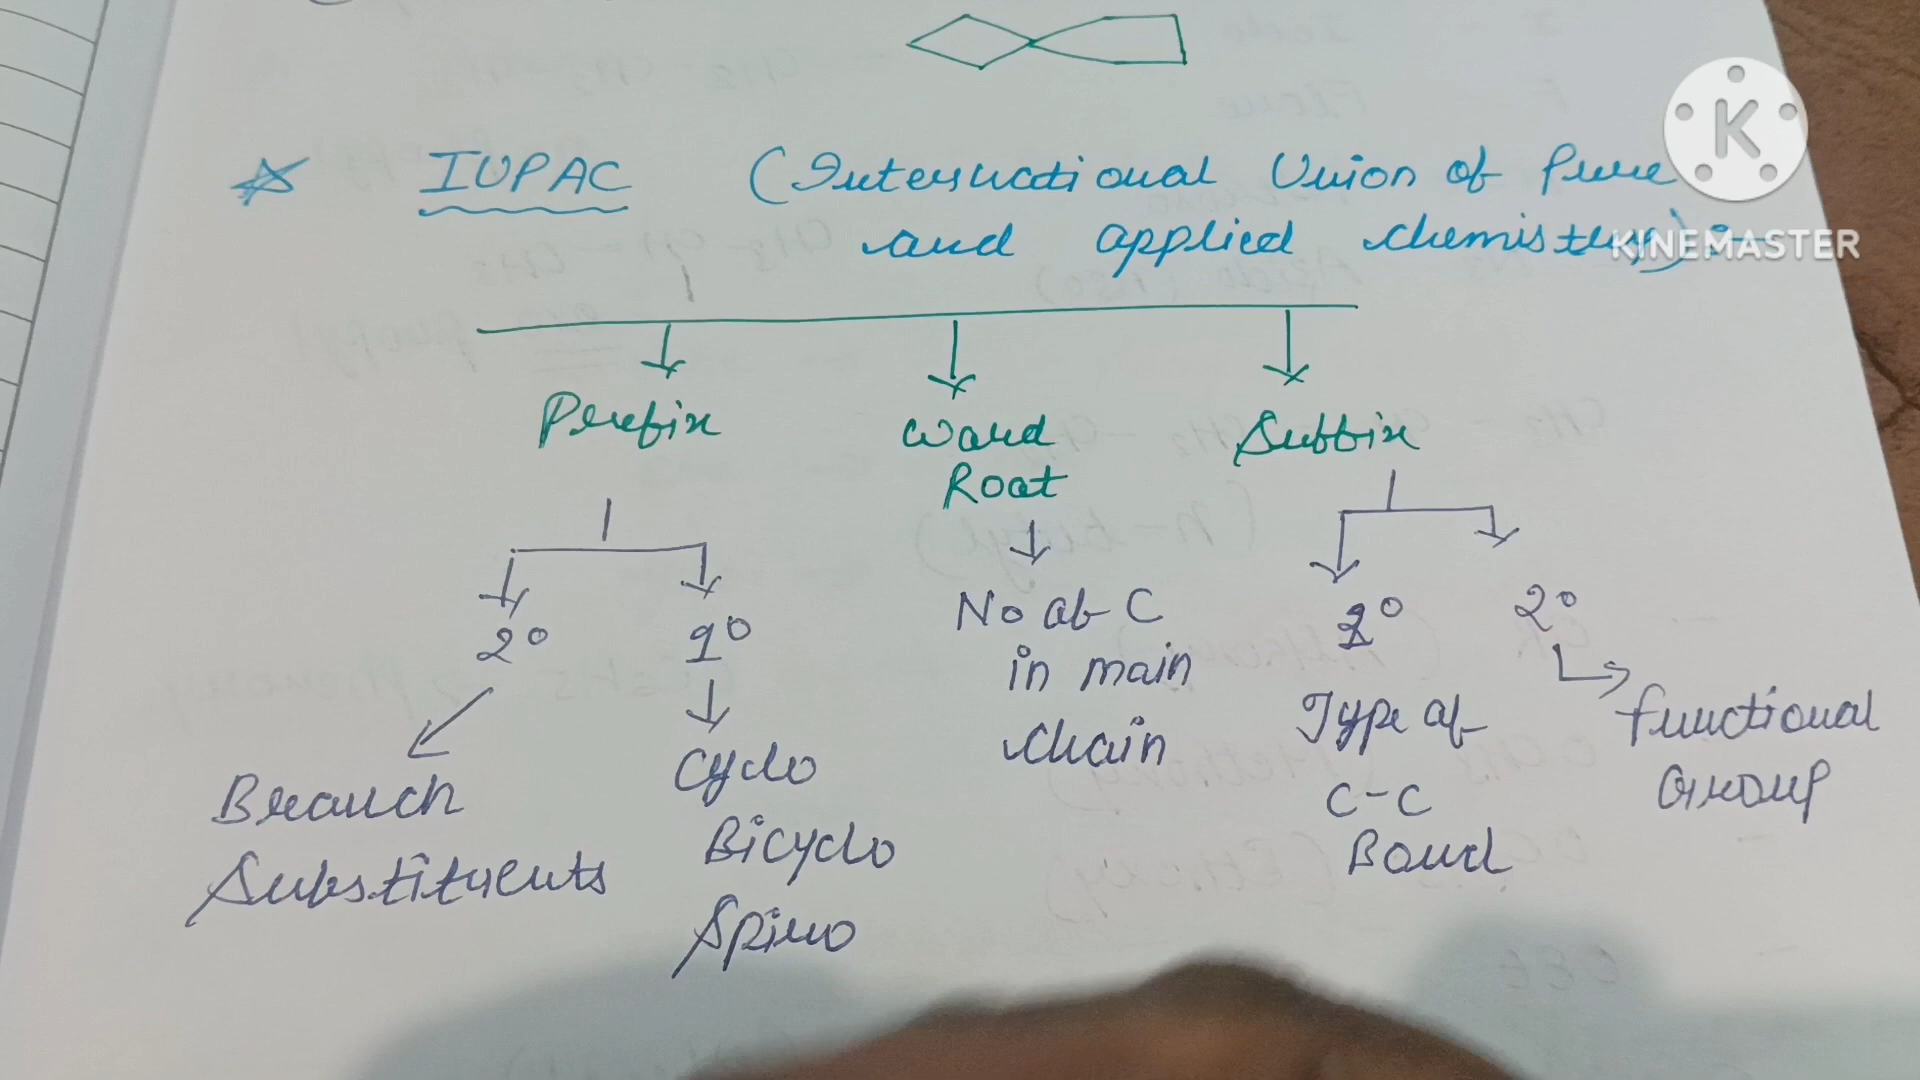 IUPAC (International Union of Pure
and applied chemistry) :-
K
KINEMASTER
Prefix
Word
Root
Suffix
2° 1°
No of C
in main
chain
1° 2°
Branch
Substituents
Cyclo
Bicyclo
Spiro
Type of
C-C
Bond
functional
Group